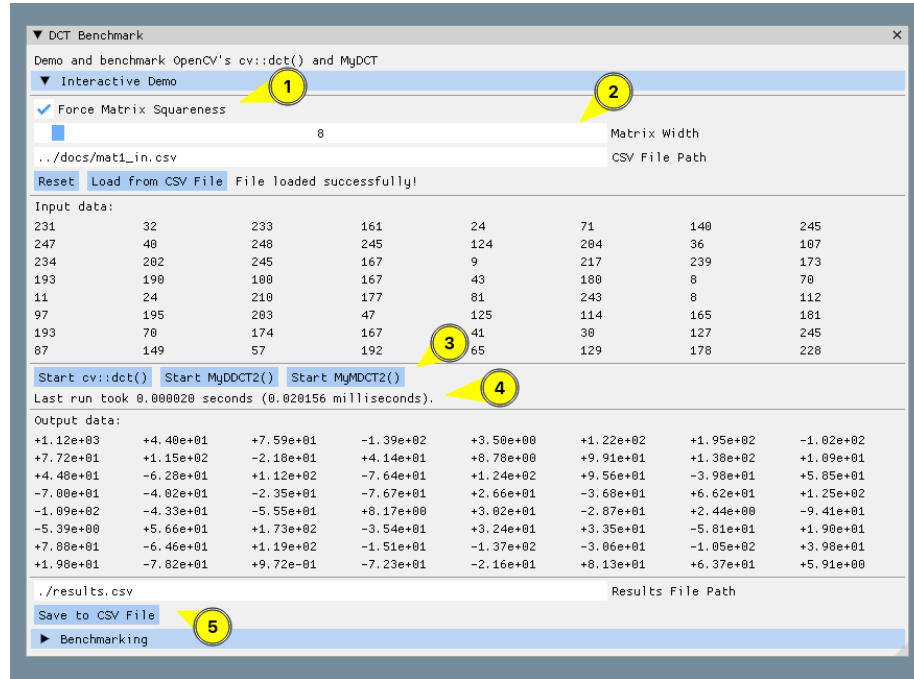 ▼ DCT Benchmark ×
Demo and benchmark OpenCV's cv::dct() and MyDCT
▼ Interactive Demo
1
2
Force Matrix Squareness
8 Matrix Width
../docs/mat1_in.csv CSV File Path
Reset Load from CSV File File loaded successfully!
Input data:
231 32 233 161 24 71 140 245
247 40 248 245 124 204 36 107
234 202 245 167 9 217 239 173
193 190 100 167 43 180 8 70
11 24 210 177 81 243 8 112
97 195 203 47 125 114 165 181
193 70 174 167 41 30 127 245
87 149 57 192 65 129 178 228
3
Start cv::dct() Start MyDDCT2() Start MyMDCT2()
4
Last run took 0.000020 seconds (0.020156 milliseconds).
Output data:
+1.12e+03 +4.40e+01 +7.59e+01 -1.39e+02 +3.50e+00 +1.22e+02 +1.95e+02 -1.02e+02
+7.72e+01 +1.15e+02 -2.18e+01 +4.14e+01 +8.78e+00 +9.91e+01 +1.38e+02 +1.09e+01
+4.48e+01 -6.28e+01 +1.12e+02 -7.64e+01 +1.24e+02 +9.56e+01 -3.98e+01 +5.85e+01
-7.00e+01 -4.02e+01 -2.35e+01 -7.67e+01 +2.66e+01 -3.68e+01 +6.62e+01 +1.25e+02
-1.09e+02 -4.33e+01 -5.55e+01 +8.17e+00 +3.02e+01 -2.87e+01 +2.44e+00 -9.41e+01
-5.39e+00 +5.66e+01 +1.73e+02 -3.54e+01 +3.24e+01 +3.35e+01 -5.81e+01 +1.90e+01
+7.88e+01 -6.46e+01 +1.19e+02 -1.51e+01 -1.37e+02 -3.06e+01 -1.05e+02 +3.98e+01
+1.98e+01 -7.82e+01 +9.72e-01 -7.23e+01 -2.16e+01 +8.13e+01 +6.37e+01 +5.91e+00
./results.csv Results File Path
Save to CSV File
5
▶ Benchmarking